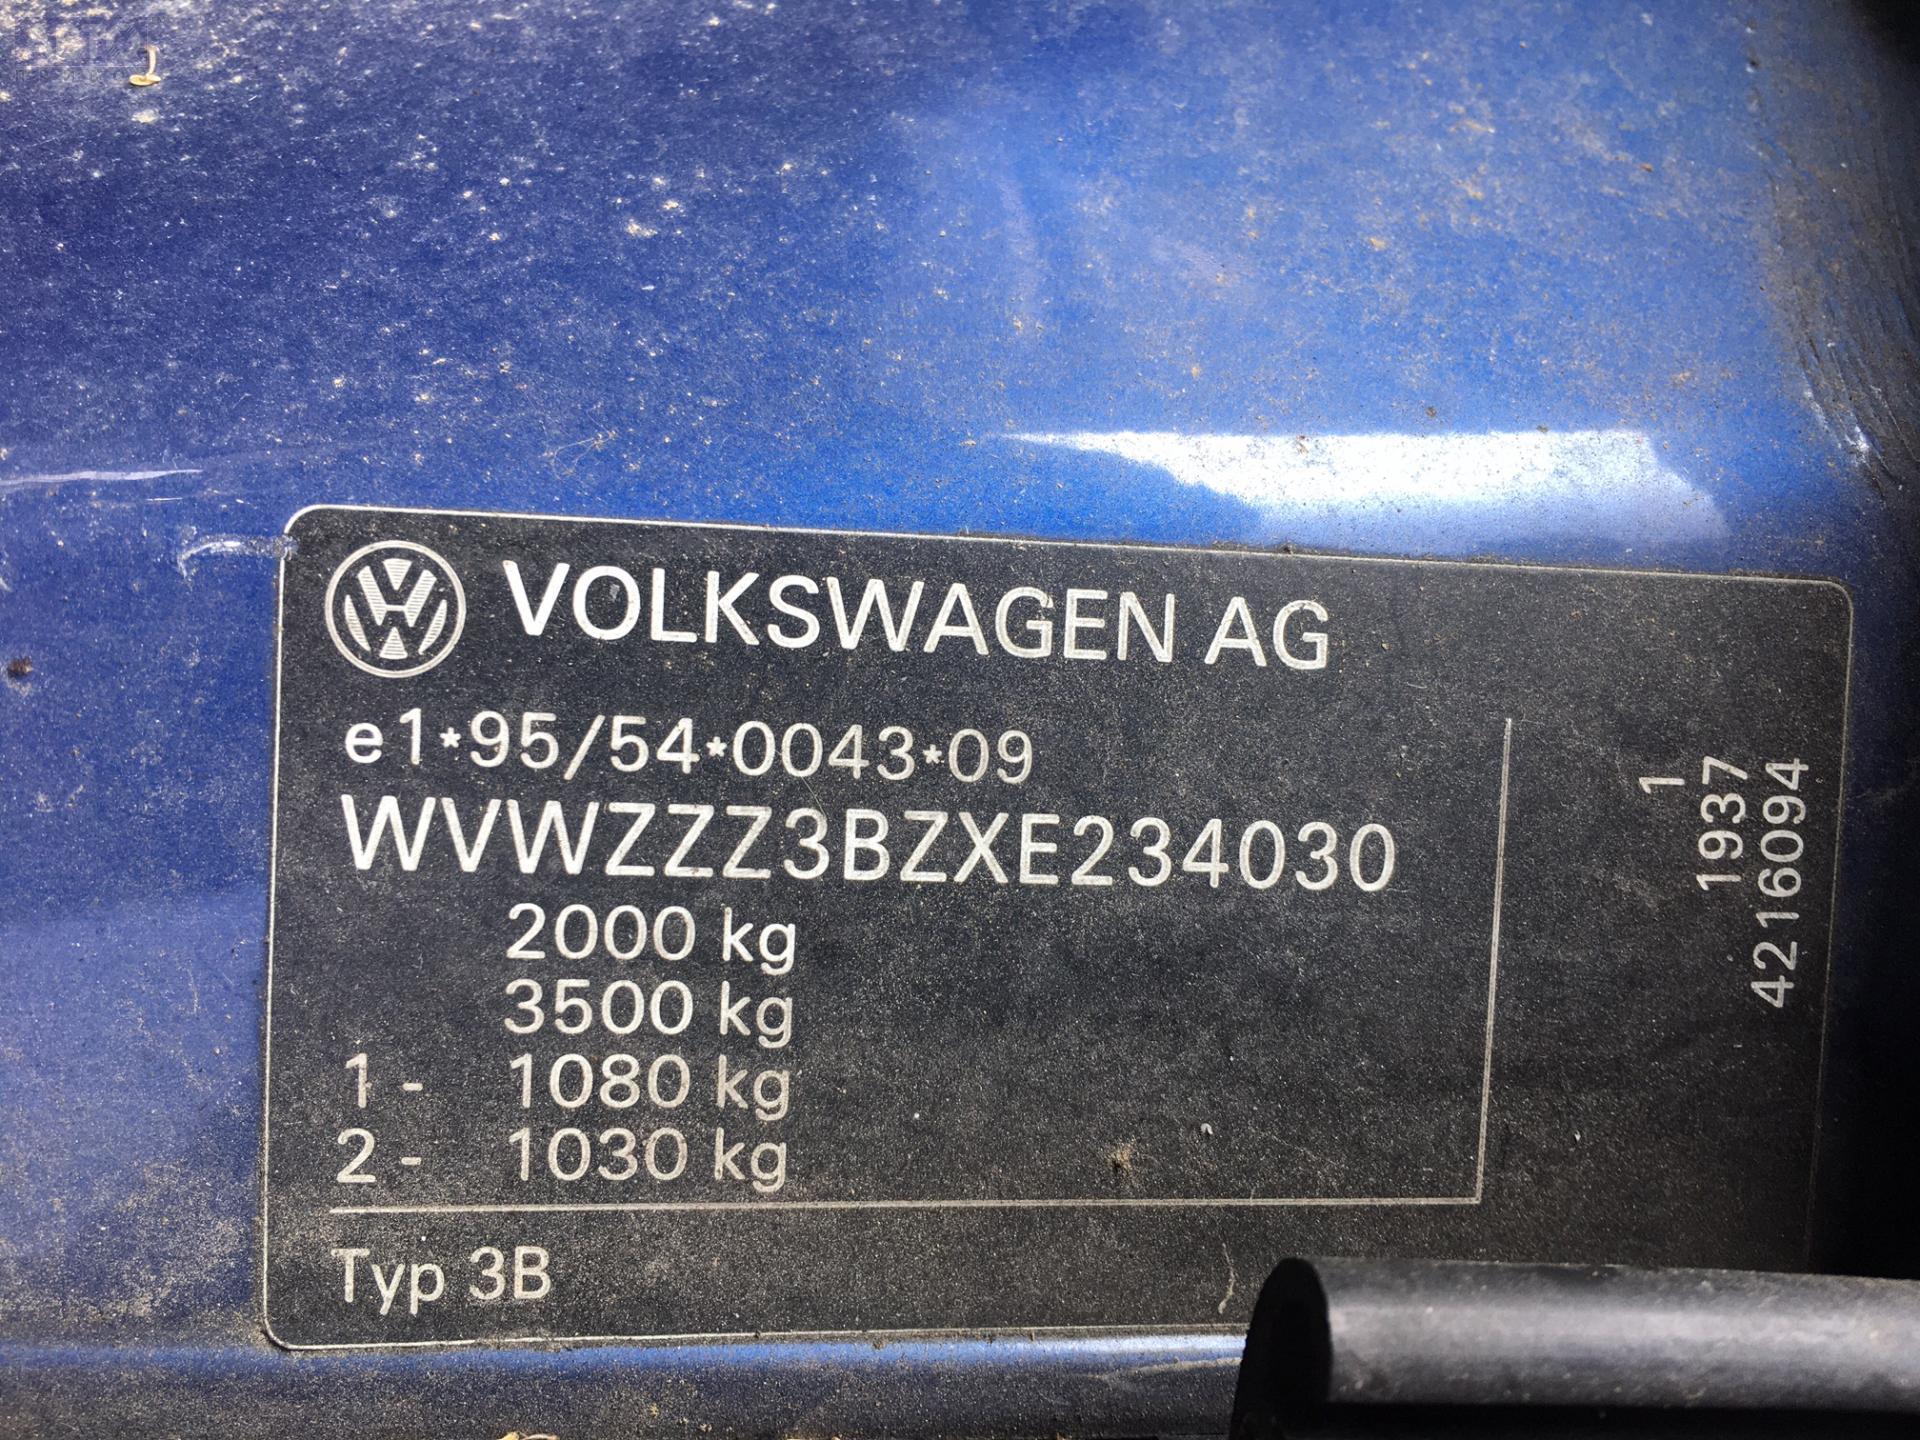 VOLKSWAGEN AG
e1*95/54*0043*09
WVWZZZ3BZXE234030
2000 kg
3500 kg
1 - 1080 kg
2 - 1030 kg
Typ 3B
1
1937
4216094